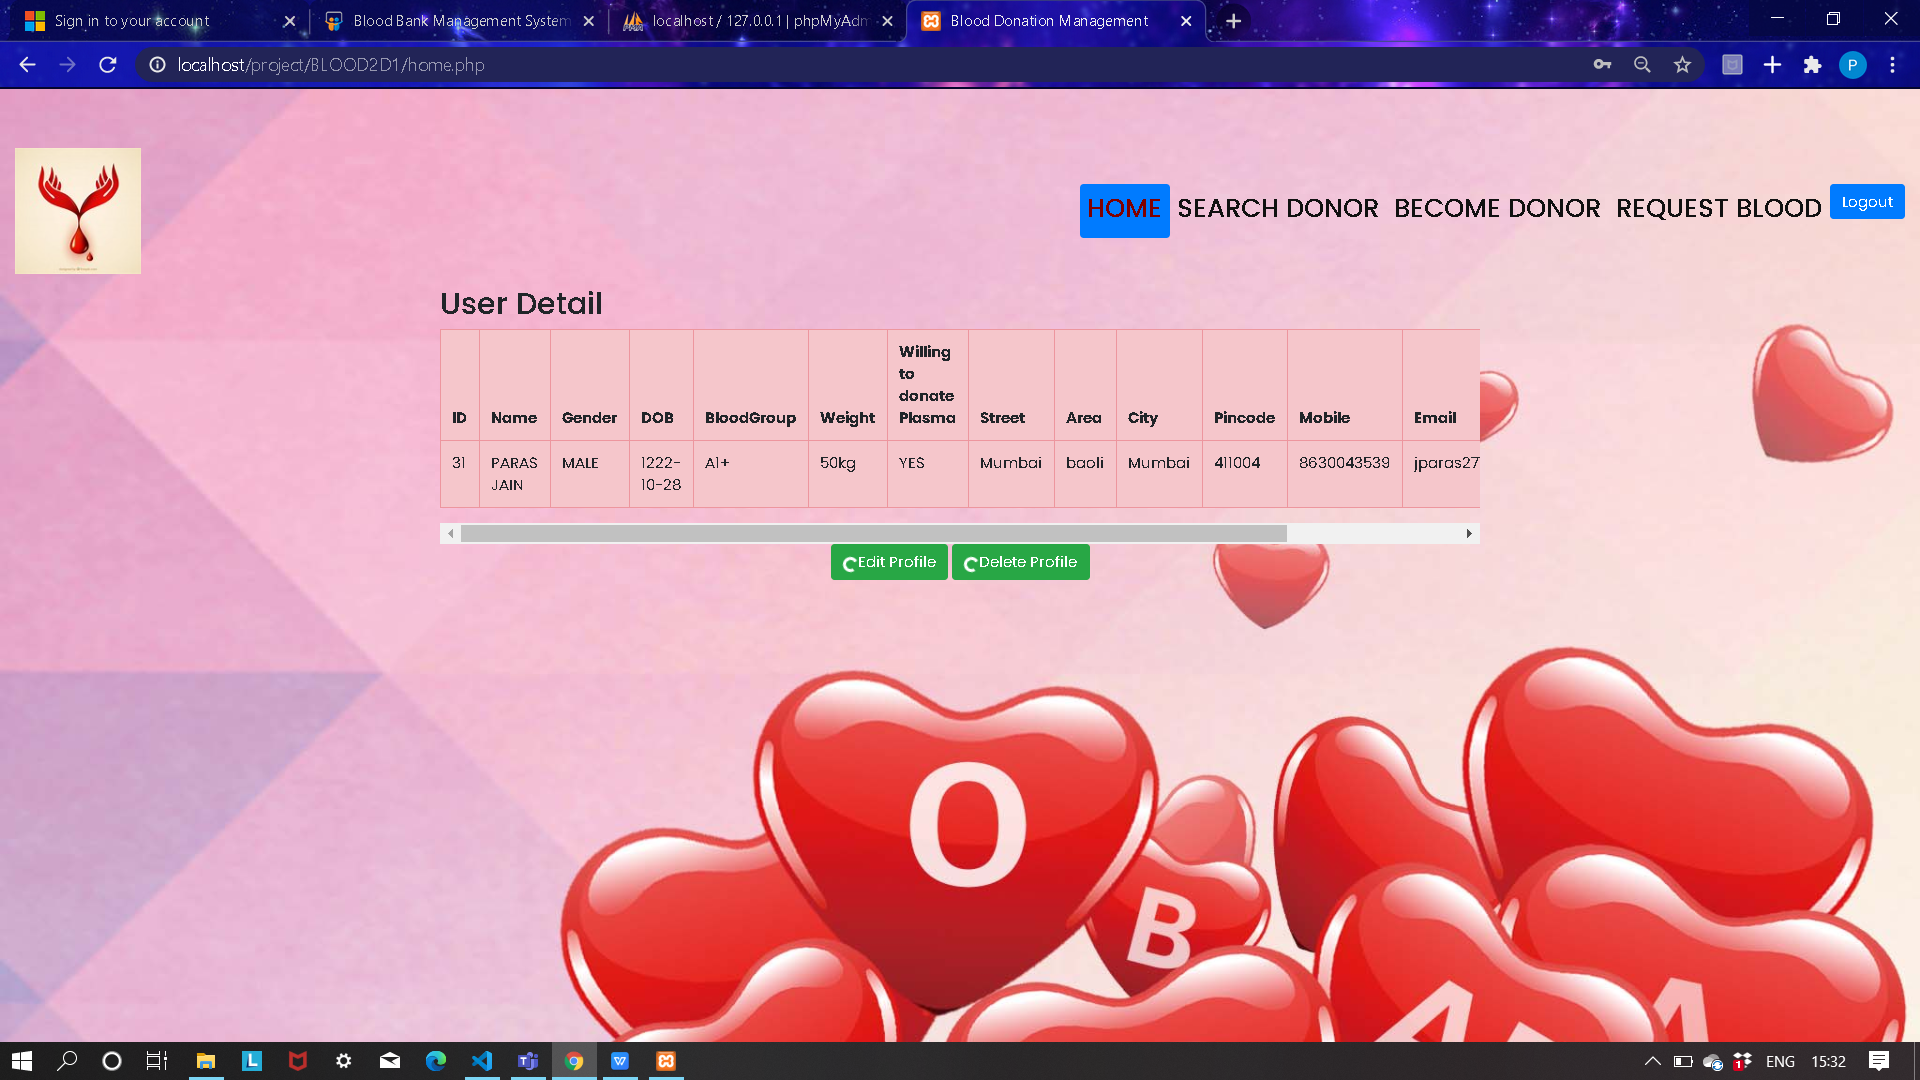 Sign in to your account
Blood Bank Management System
localhost / 127.0.0.1 | phpMyAdm
Blood Donation Management
localhost/project/BLOOD2D1/home.php
P
HOME SEARCH DONOR BECOME DONOR REQUEST BLOOD Logout
User Detail
ID Name Gender DOB BloodGroup Weight Willing to donate Plasma Street Area City Pincode Mobile Email
31 PARAS JAIN MALE 1222-10-28 A1+ 50kg YES Mumbai baoli Mumbai 411004 8630043539 jparas27
Edit Profile Delete Profile
O
B
A
A
L
W
1
ENG 15:32